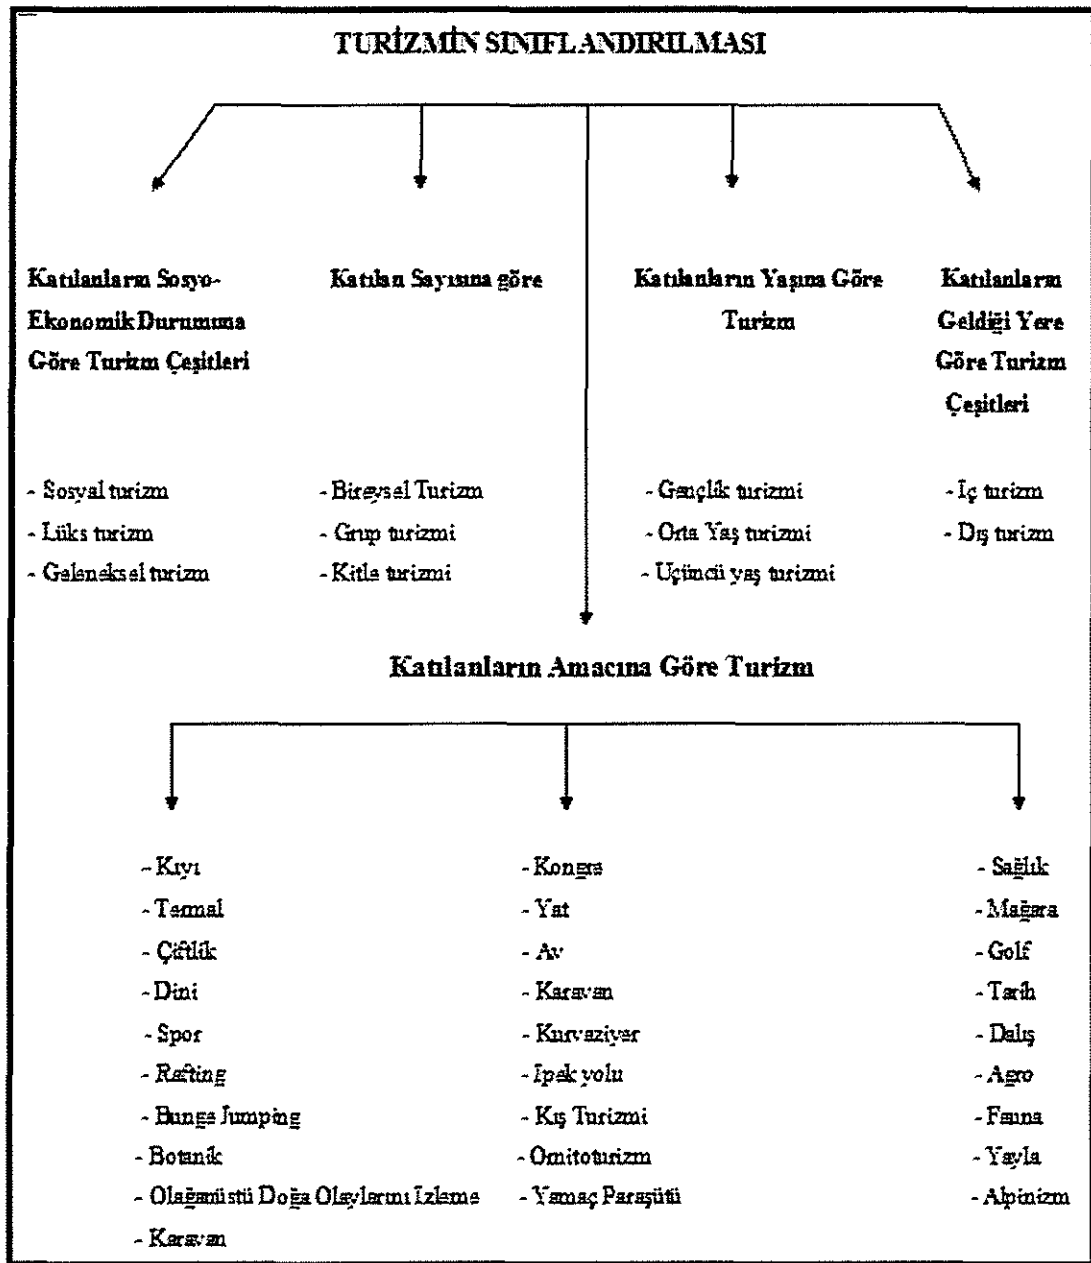 TURİZMİN SINIFLANDIRILMASI
Katılanların Sosyo-
Ekonomik Durumuna
Göre Turizm Çeşitleri
- Sosyal turizm
- Lüks turizm
- Geleneksel turizm
Katılan Sayısına göre
- Bireysel Turizm
- Grup turizmi
- Kitle turizmi
Katılanların Yaşına Göre
Turizm
- Gençlik turizmi
- Orta Yaş turizmi
- Üçüncü yaş turizmi
Katılanların
Geldiği Yere
Göre Turizm
Çeşitleri
- İç turizm
- Dış turizm
Katılanların Amacına Göre Turizm
- Kıyı
- Termal
- Çiftlik
- Dini
- Spor
- Rafting
- Bunge Jumping
- Botanik
- Olağanüstü Doğa Olaylarını İzleme
- Karavan
- Kongre
- Yat
- Av
- Karavan
- Kurvaziyer
- İpek yolu
- Kış Turizmi
- Ornitoturizm
- Yamaç Paraşütü
- Sağlık
- Mağara
- Golf
- Tarih
- Dalış
- Agro
- Fauna
- Yayla
- Alpinizm